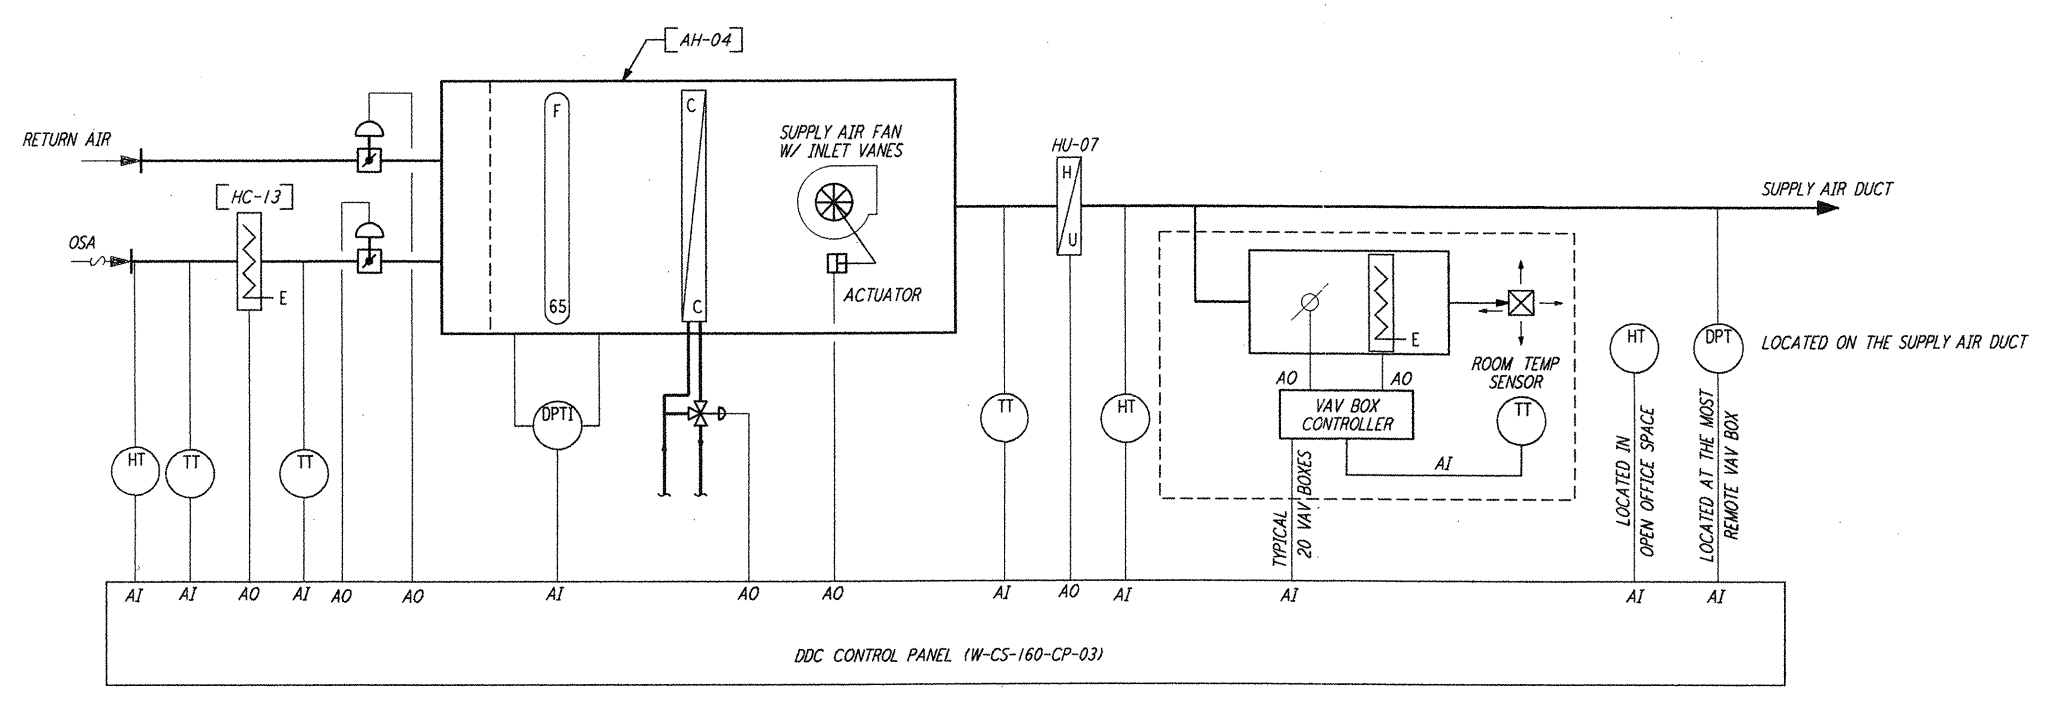 [AH-04]
RETURN AIR
[HC-13]
OSA
E
F
65
C
C
SUPPLY AIR FAN
W/ INLET VANES
ACTUATOR
HU-07
H
U
SUPPLY AIR DUCT
E
ROOM TEMP
SENSOR
AO
AO
VAV BOX
CONTROLLER
TT
AI
TYPICAL
20 VAV BOXES
HT
DPT
LOCATED ON THE SUPPLY AIR DUCT
LOCATED IN
OPEN OFFICE SPACE
LOCATED AT THE MOST
REMOTE VAV BOX
HT
TT
TT
DPTI
TT
HT
AI
AI
AO
AI
AO
AO
AI
AO
AO
AI
AO
AI
AI
AI
AI
DDC CONTROL PANEL (W-CS-160-CP-03)